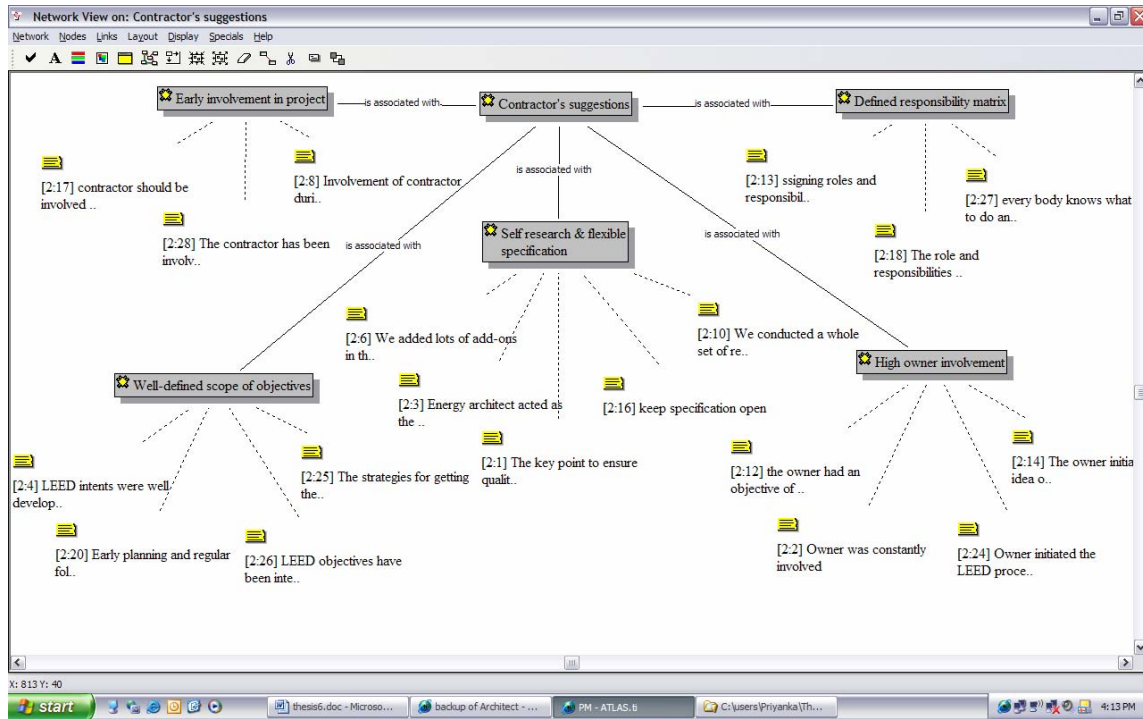 Network View on: Contractor's suggestions
Network Nodes Links Layout Display Specials Help
A
Early involvement in project
is associated with
Contractor's suggestions
is associated with
Defined responsibility matrix
[2:17] contractor should be
involved ..
[2:8] Involvement of contractor
duri..
is associated with
[2:13] ssigning roles and
responsibil..
[2:27] every body knows what
to do an..
[2:28] The contractor has been
involv..
is associated with
Self research & flexible
specification
is associated with
[2:18] The role and
responsibilities ..
[2:6] We added lots of add-ons
in th..
[2:10] We conducted a whole
set of re..
Well-defined scope of objectives
[2:3] Energy architect acted as
the ..
[2:16] keep specification open
High owner involvement
[2:4] LEED intents were well
develop..
[2:25] The strategies for getting
the..
[2:1] The key point to ensure
qualit..
[2:12] the owner had an
objective of ..
[2:14] The owner initia
idea o..
[2:20] Early planning and regular
fol..
[2:26] LEED objectives have
been inte..
[2:2] Owner was constantly
involved
[2:24] Owner initiated the
LEED proce..
X: 813 Y: 40
start
thesis6.doc - Microso...
backup of Architect - ...
PM - ATLAS.ti
C:\users\Priyanka\Th...
4:13 PM